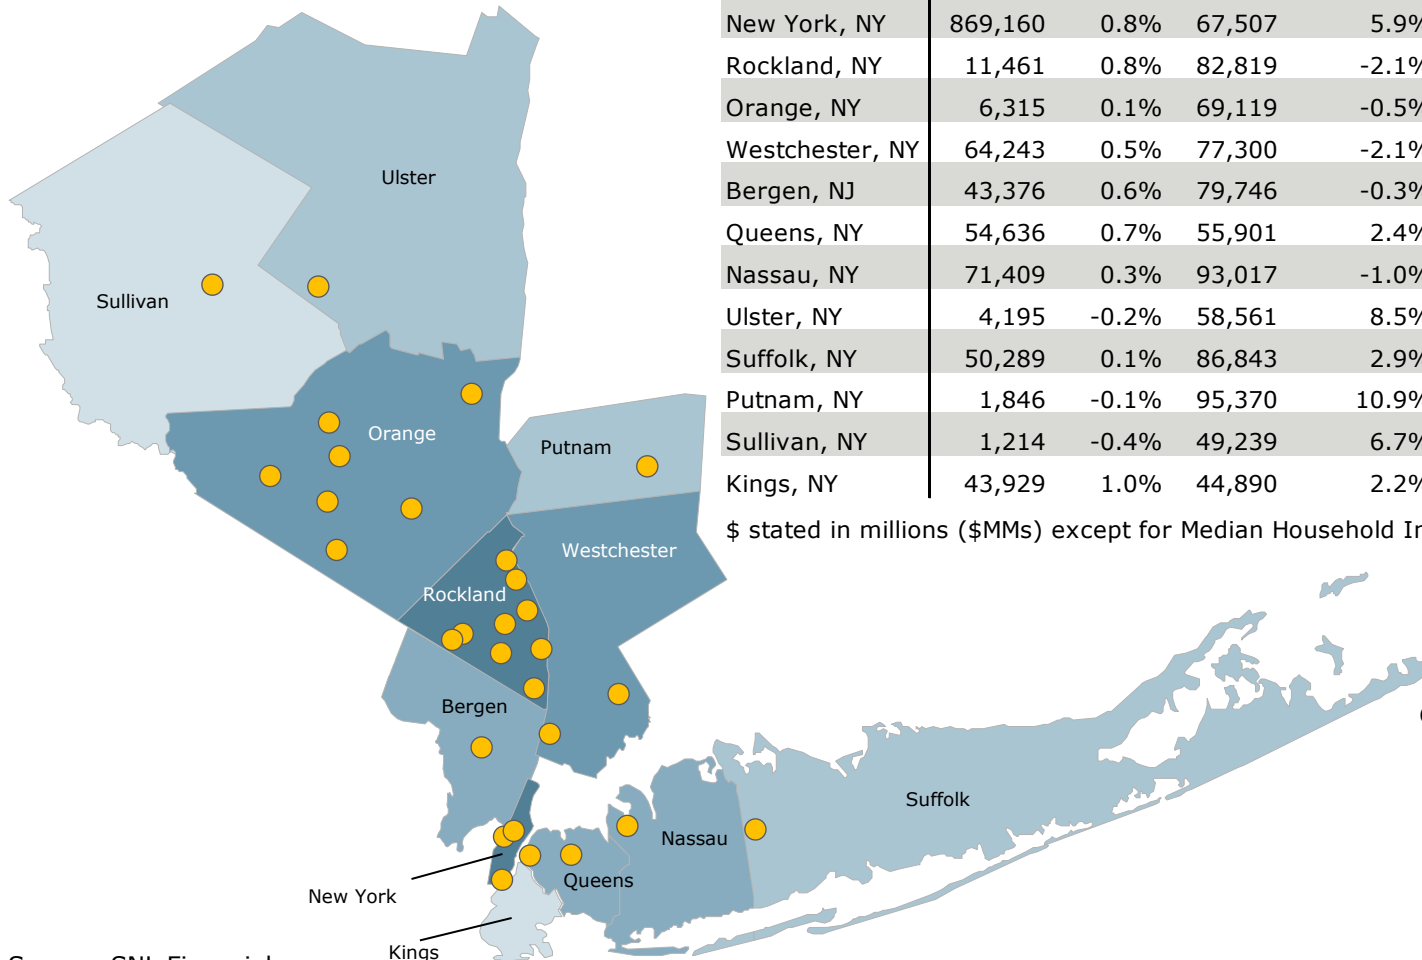 New York, NY 869,160 0.8% 67,507 5.9%
Rockland, NY 11,461 0.8% 82,819 -2.1%
Orange, NY 6,315 0.1% 69,119 -0.5%
Westchester, NY 64,243 0.5% 77,300 -2.1%
Bergen, NJ 43,376 0.6% 79,746 -0.3%
Queens, NY 54,636 0.7% 55,901 2.4%
Nassau, NY 71,409 0.3% 93,017 -1.0%
Ulster, NY 4,195 -0.2% 58,561 8.5%
Suffolk, NY 50,289 0.1% 86,843 2.9%
Putnam, NY 1,846 -0.1% 95,370 10.9%
Sullivan, NY 1,214 -0.4% 49,239 6.7%
Kings, NY 43,929 1.0% 44,890 2.2%
$ stated in millions ($MMs) except for Median Household
Ulster
Sullivan
Orange
Putnam
Westchester
Rockland
Bergen
Suffolk
Nassau
Queens
New York
Kings